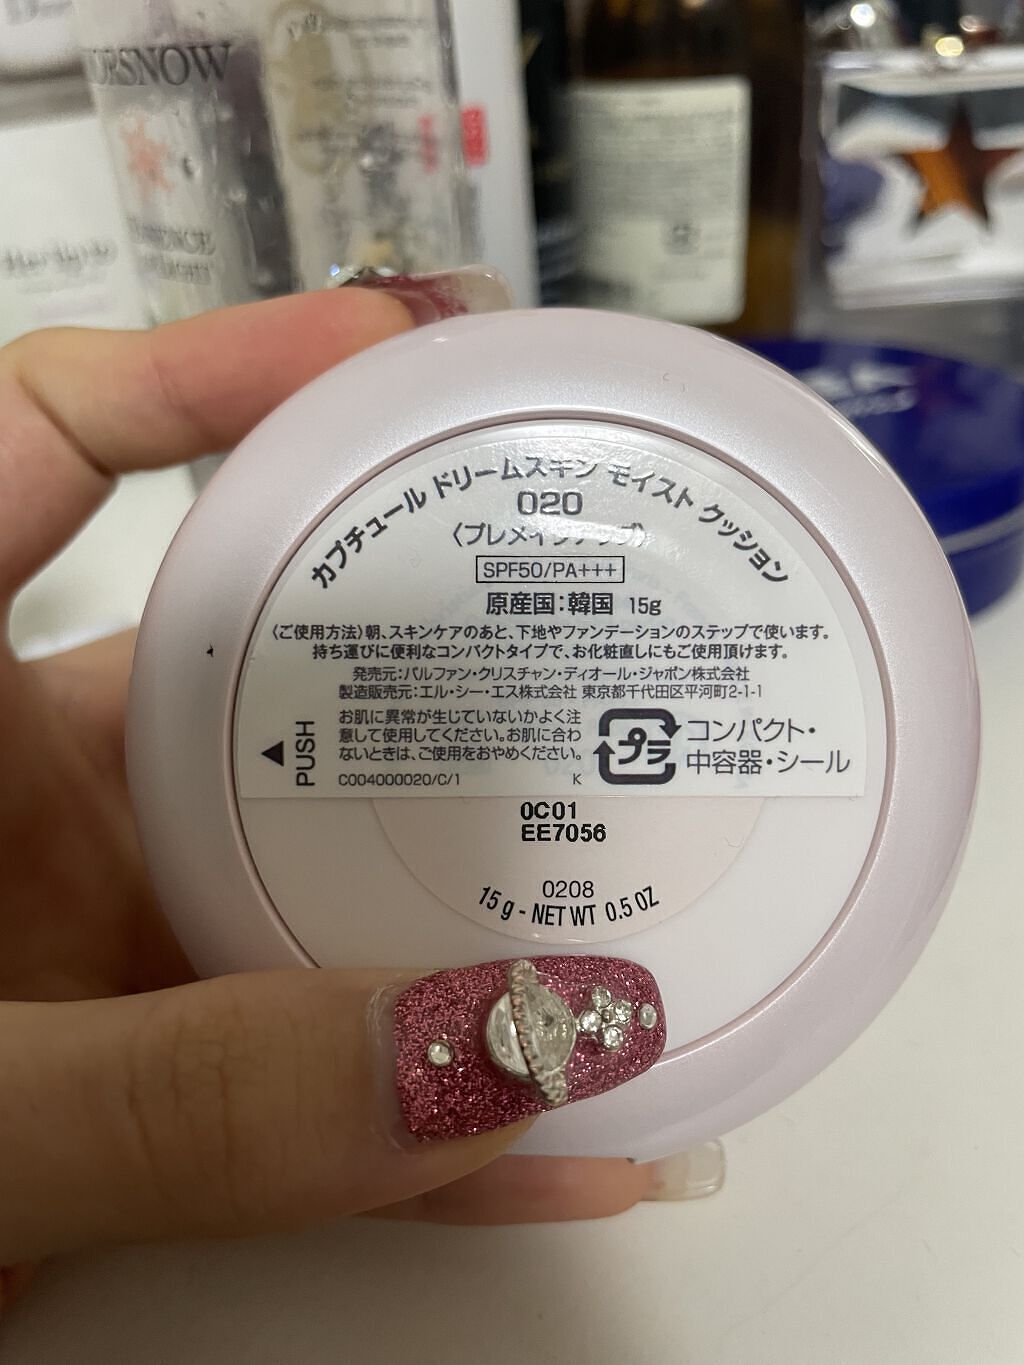 URSNOW
カプチュール ドリームスキン モイスト クッション
020
〈プレメイクアップ〉
SPF50/PA+++
原産国:韓国 15g
〈ご使用方法〉朝、スキンケアのあと、下地やファンデーションのステップで使います。
持ち運びに便利なコンパクトタイプで、お化粧直しにもご使用頂けます。
発売元:パルファン・クリスチャン・ディオール・ジャポン株式会社
製造販売元:エル・シー・エス株式会社 東京都千代田区平河町2-1-1
PUSH
お肌に異常が生じていないかよく注
意して使用してください。お肌に合わ
ないときは、ご使用をおやめください。
プラ
コンパクト・
中容器・シール
C004000020/C/1 K
0C01
EE7056
0208
15 g - NET WT 0.5 OZ